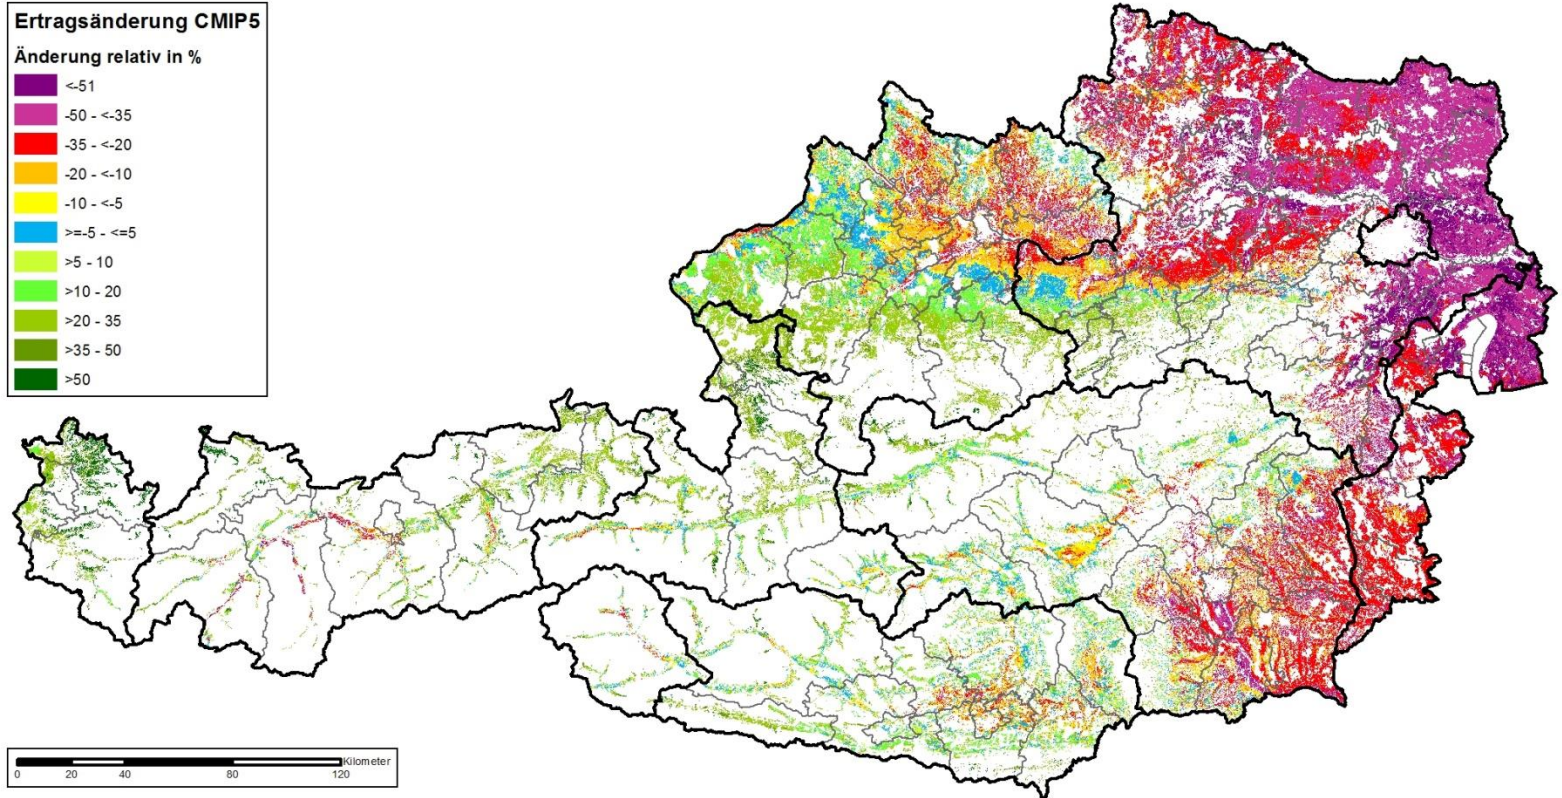 Ertragsänderung CMIP5
Änderung relativ in %
<-51
-50 - <-35
-35 - <-20
-20 - <-10
-10 - <-5
>=-5 - <=5
>5 - 10
>10 - 20
>20 - 35
>35 - 50
>50
Kilometer
0 20 40 80 120